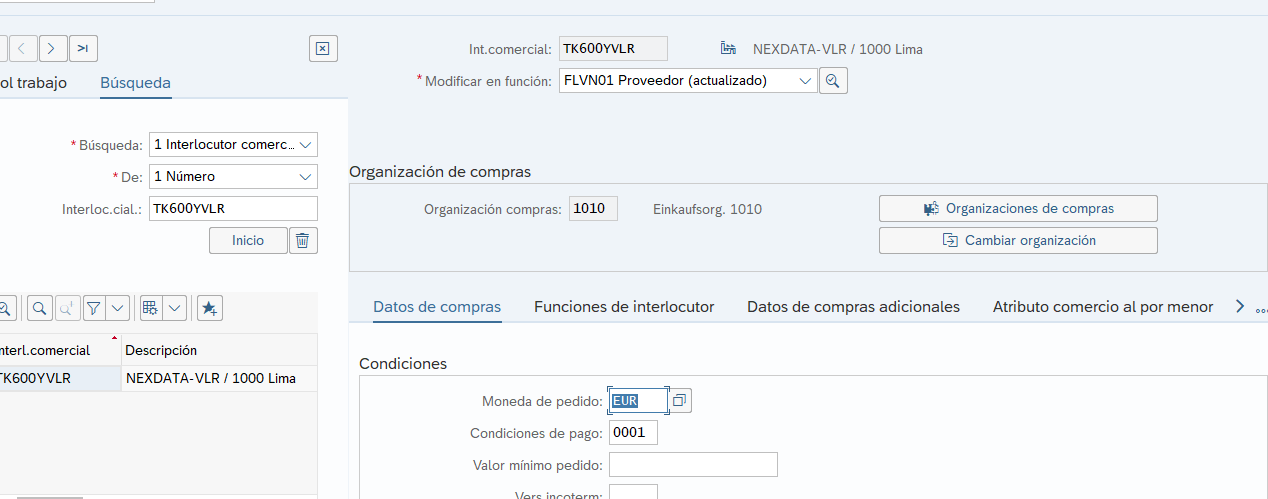 Int.comercial: TK600YVLR NEXDATA-VLR / 1000 Lima
* Modificar en función: FLVN01 Proveedor (actualizado)
ol trabajo Búsqueda
* Búsqueda: 1 Interlocutor comerc...
* De: 1 Número
Interloc.cial.: TK600YVLR
Inicio
nterl.comercial Descripción
TK600YVLR NEXDATA-VLR / 1000 Lima
Organización de compras
Organización compras: 1010 Einkaufsorg. 1010 Organizaciones de compras
Cambiar organización
Datos de compras Funciones de interlocutor Datos de compras adicionales Atributo comercio al por menor
Condiciones
Moneda de pedido: EUR
Condiciones de pago: 0001
Valor mínimo pedido:
Vers incoterm: